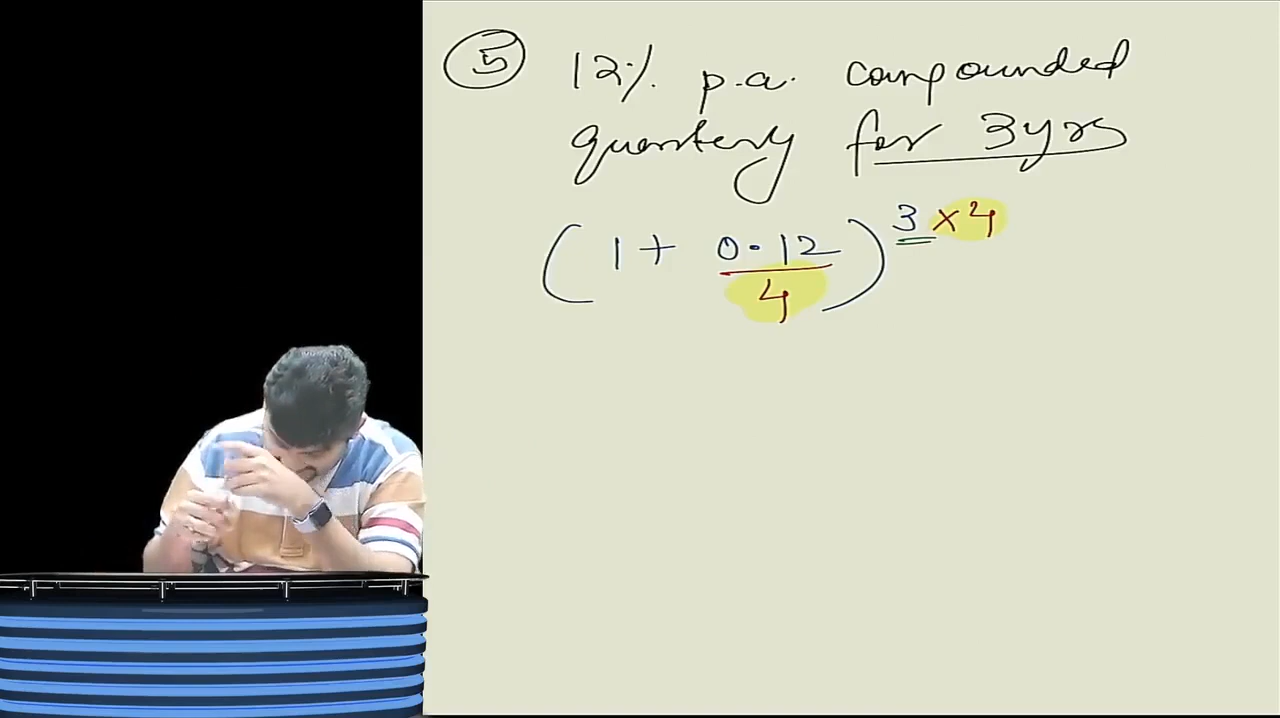 ⑤ 12% p.a. compounded
quarterly for 3yrs
(1 + 0.12/4)^3×4